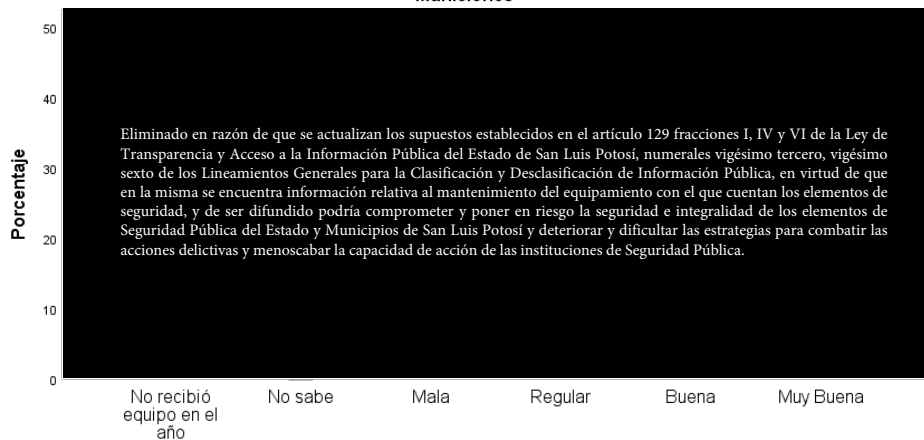 50
40
Eliminado en razón de que se actualizan los supuestos establecidos en el artículo 129 fracciones I, IV y VI de la Ley de
Transparencia y Acceso a la Información Pública del Estado de San Luis Potosí, numerales vigésimo tercero, vigésimo
sexto de los Lineamientos Generales para la Clasificación y Desclasificación de Información Pública, en virtud de que
en la misma se encuentra información relativa al mantenimiento del equipamiento con el que cuentan los elementos de
seguridad, y de ser difundido podría comprometer y poner en riesgo la seguridad e integralidad de los elementos de
Seguridad Pública del Estado y Municipios de San Luis Potosí y deteriorar y dificultar las estrategias para combatir las
acciones delictivas y menoscabar la capacidad de acción de las instituciones de Seguridad Pública.
Porcentaje
30
20
10
0
No recibió
equipo en el
año
No sabe
Mala
Regular
Buena
Muy Buena